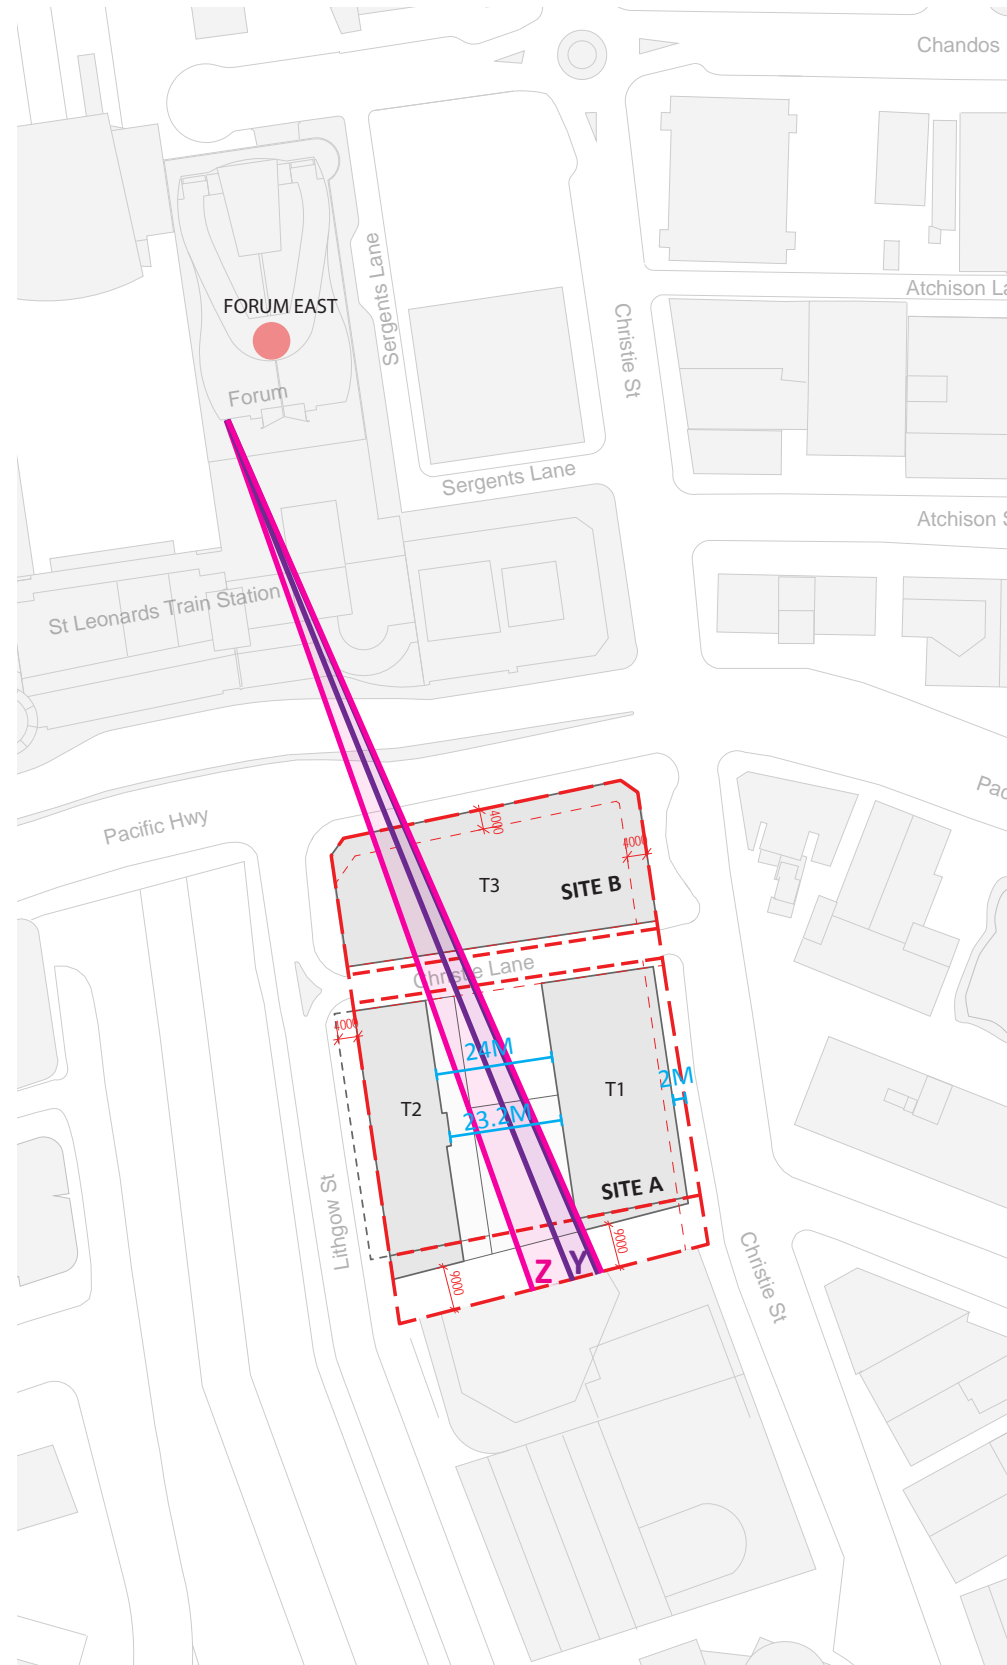 Chandos
Sergents Lane
Atchison La
FORUM EAST
Christie St
Forum
Sergents Lane
Atchison S
St Leonards Train Station
Pacific Hwy
Pac
4000
4000
T3
SITE B
Christie Lane
4000
24M
2M
T2
T1
23.2M
SITE A
Lithgow St
9000
Christie St
Z
Y
9000